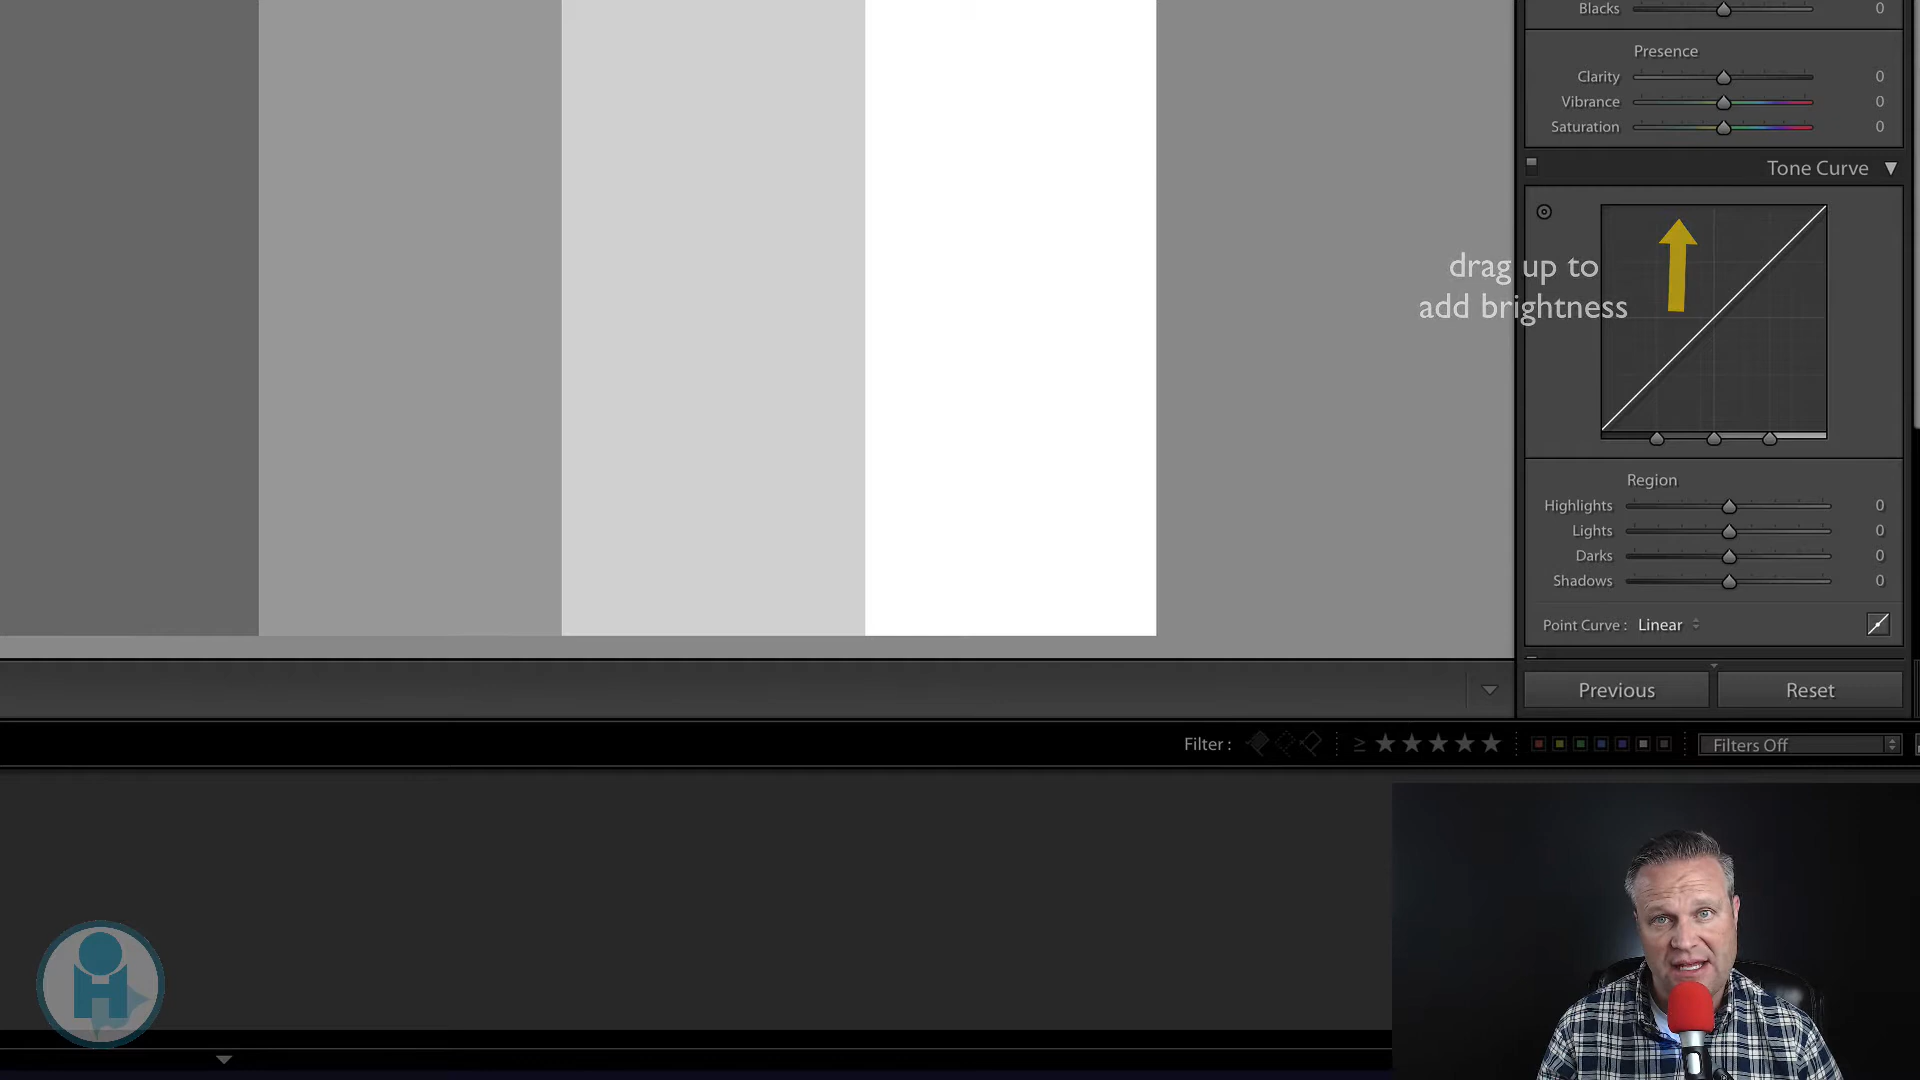 Blacks 0
Presence
Clarity 0
Vibrance 0
Saturation 0
Tone Curve
drag up to
add brightness
Region
Highlights 0
Lights 0
Darks 0
Shadows 0
Point Curve : Linear
Previous Reset
Filter : ≥ Filters Off
H